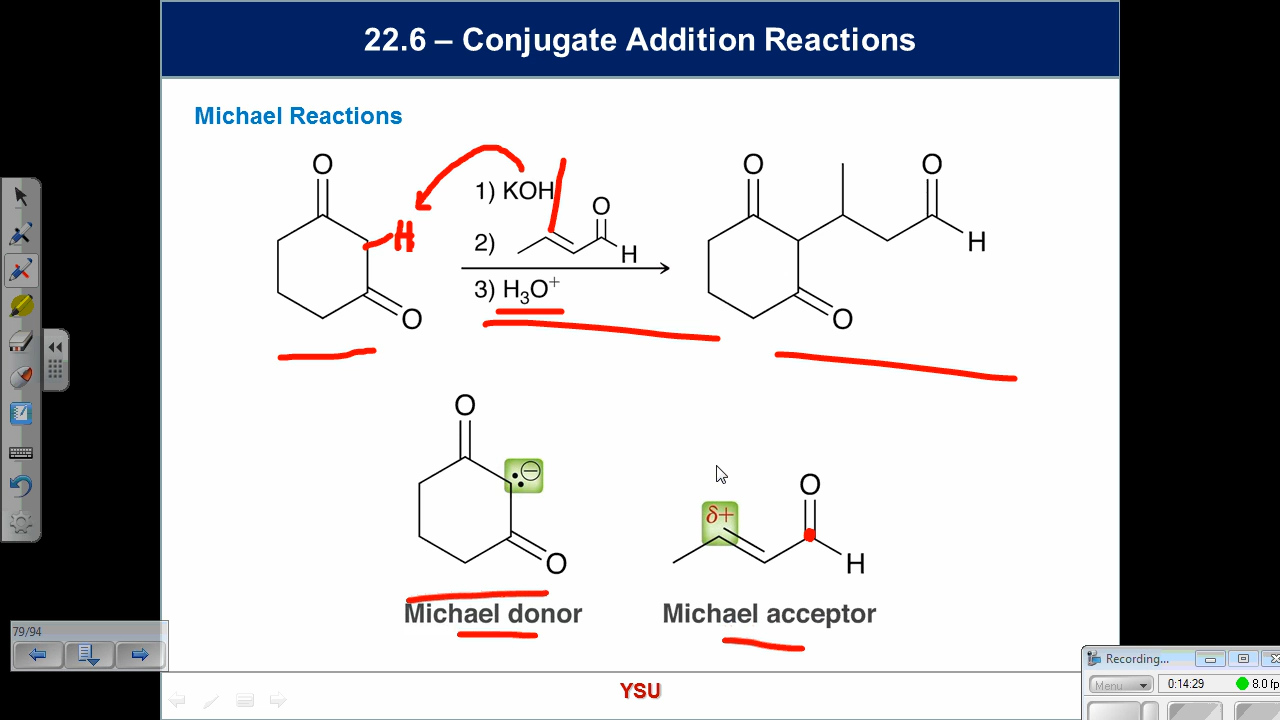 22.6 – Conjugate Addition Reactions
Michael Reactions
O
O
H
1) KOH
2)
O
H
3) H₃O⁺
O
O
O
H
O
O
⊖
Michael donor
δ+
O
H
Michael acceptor
79/94
YSU
Recording...
Menu
0:14:29
8.0 fp